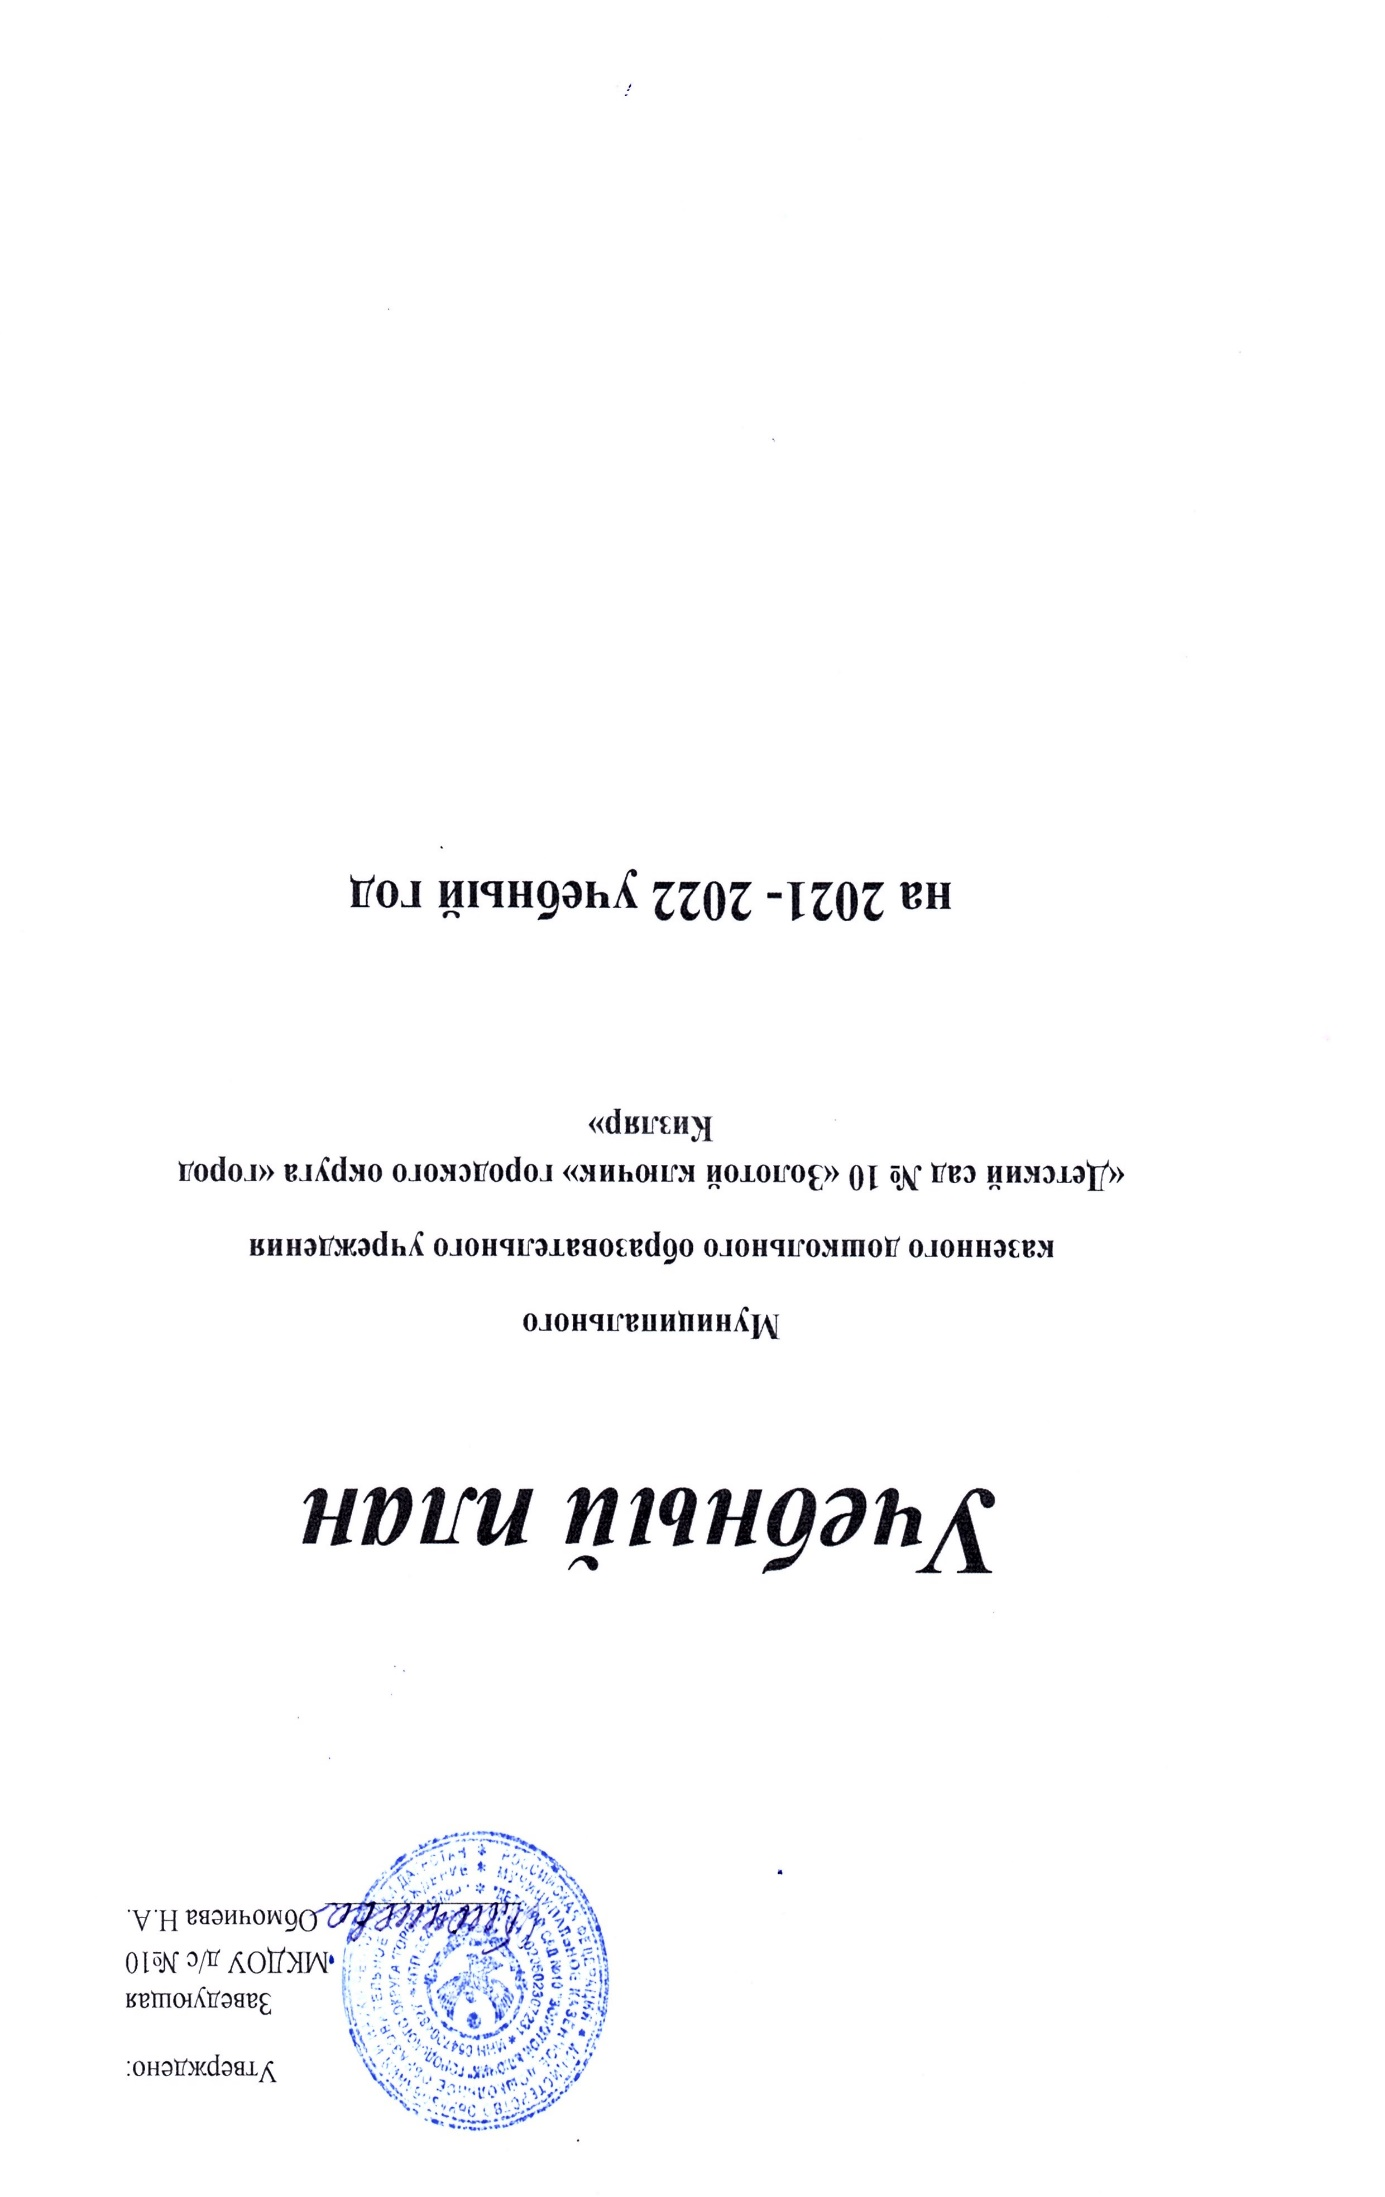 Утверждено:
Заведующая
МКДОУ д/с №10
Обмочиева Н.А.
Учебный план
Муниципального
казенного дошкольного образовательного учреждения
«Детский сад № 10 «Золотой ключик» городского округа «город
Кизляр»
на 2021- 2022 учебный год